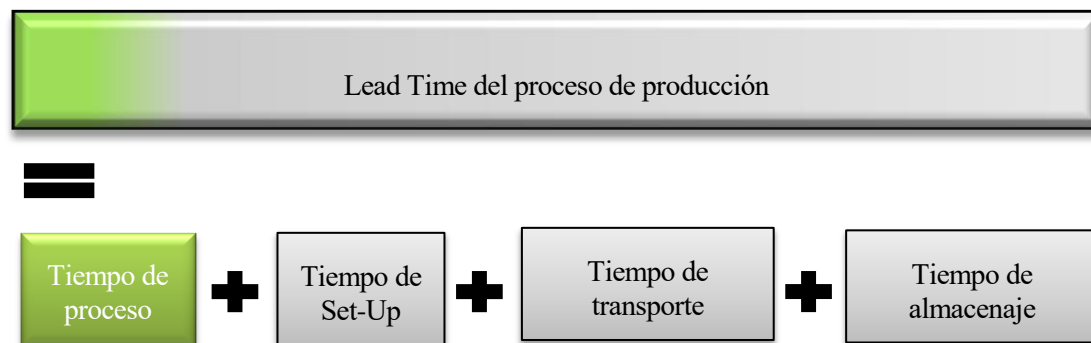 Lead Time del proceso de producción
Tiempo de
proceso
Tiempo de
Set-Up
Tiempo de
transporte
Tiempo de
almacenaje